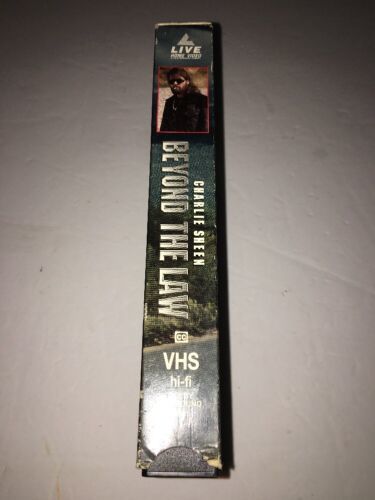 LIVE
HOME VIDEO
CHARLIE SHEEN
BEYOND THE LAW
CC
VHS
hi-fi